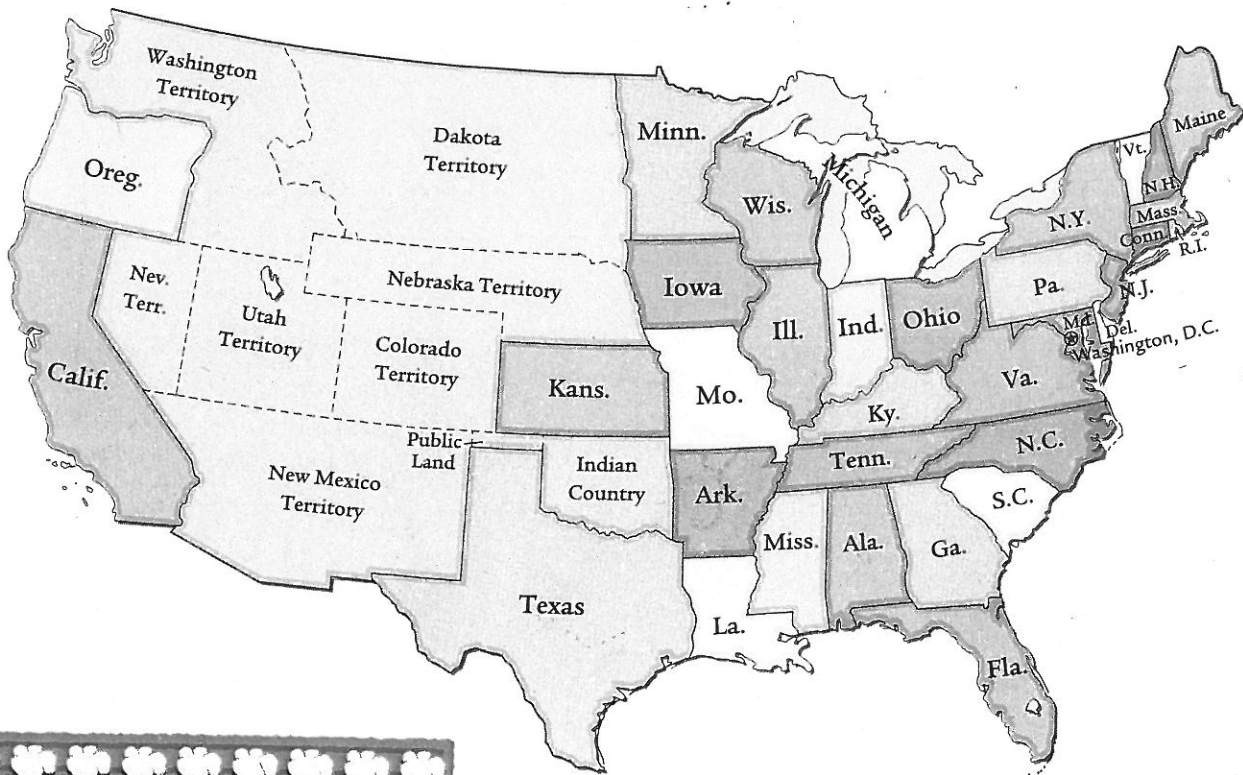 Washington
Territory
Oreg.
Calif.
Nev.
Terr.
Utah
Territory
Dakota
Territory
Nebraska Territory
Colorado
Territory
Kans.
New Mexico
Territory
Public
Land
Indian
Country
Texas
Minn.
Iowa
Mo.
Ark.
La.
Wis.
Michigan
Ill.
Ind.
Ohio
Ky.
Tenn.
Miss.
Ala.
Ga.
Fla.
S.C.
N.C.
Va.
Md.
Del.
Washington, D.C.
Pa.
N.J.
N.Y.
Conn.
R.I.
Mass.
Vt.
N.H.
Maine